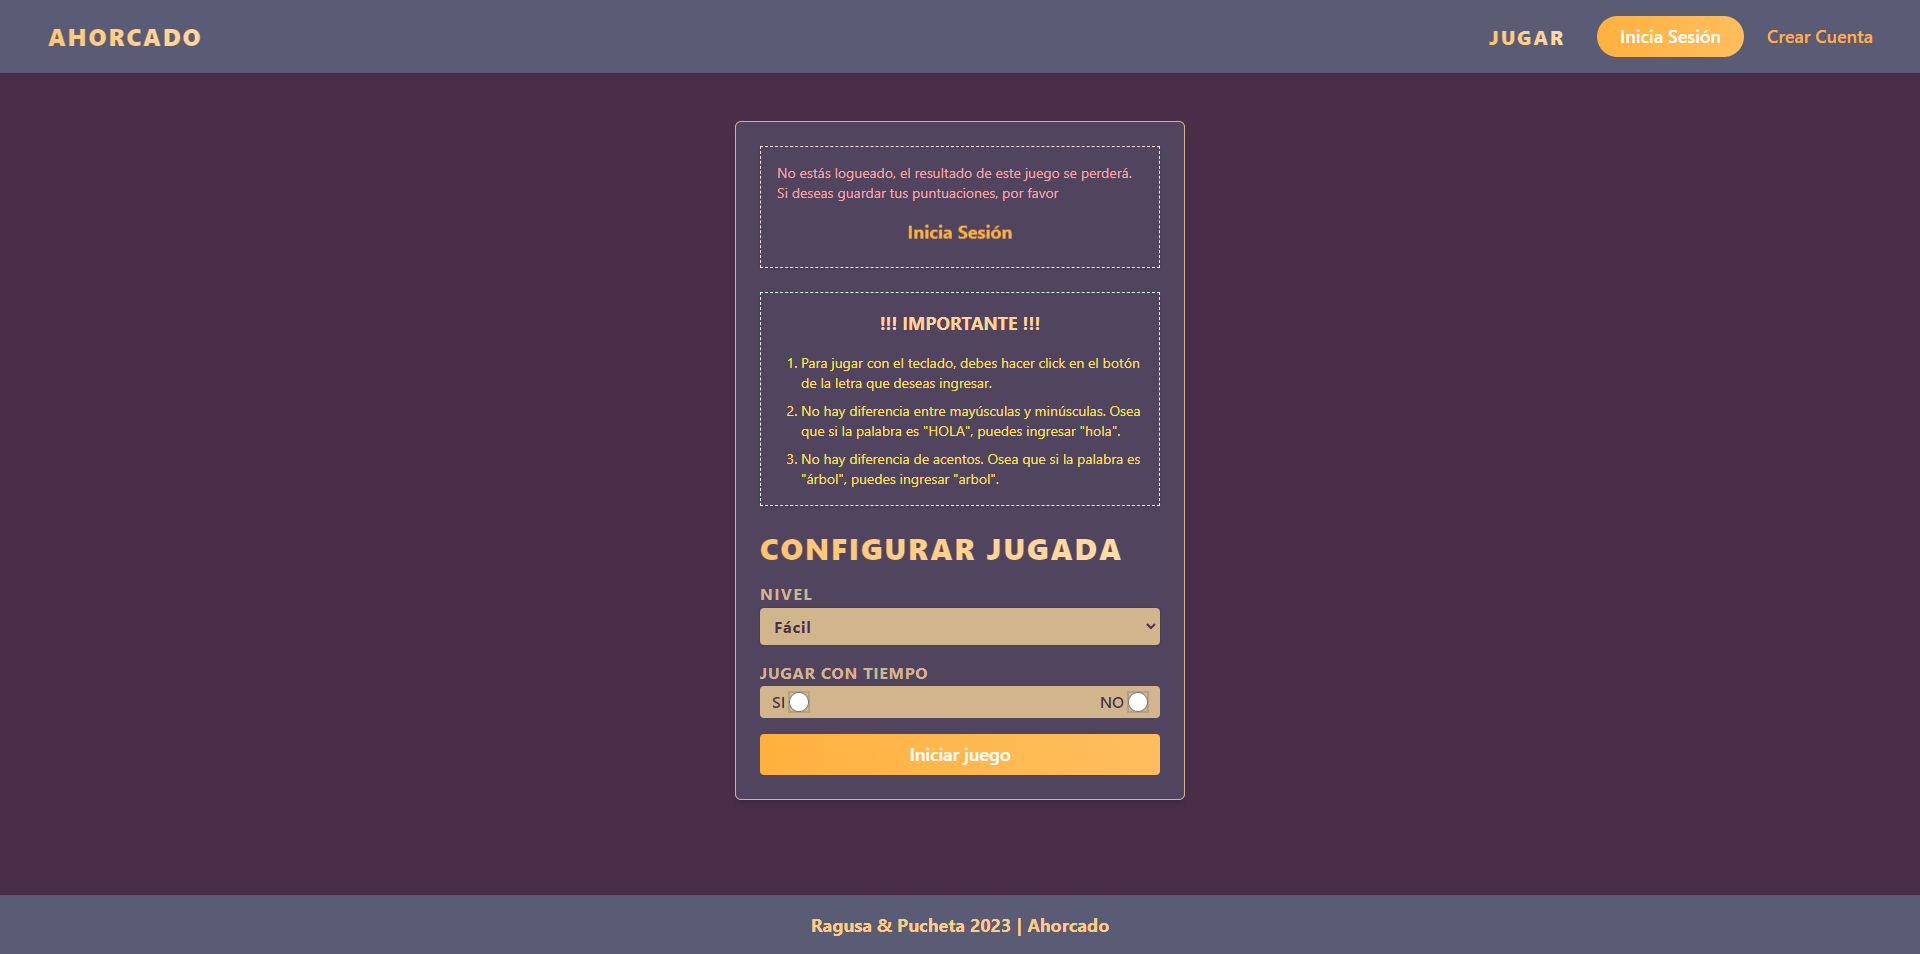 AHORCADO
JUGAR
Inicia Sesión
Crear Cuenta
No estás logueado, el resultado de este juego se perderá.
Si deseas guardar tus puntuaciones, por favor
Inicia Sesión
!!! IMPORTANTE !!!
1. Para jugar con el teclado, debes hacer click en el botón
de la letra que deseas ingresar.
2. No hay diferencia entre mayúsculas y minúsculas. Osea
que si la palabra es "HOLA", puedes ingresar "hola".
3. No hay diferencia de acentos. Osea que si la palabra es
"árbol", puedes ingresar "arbol".
CONFIGURAR JUGADA
NIVEL
Fácil
JUGAR CON TIEMPO
SI
NO
Iniciar juego
Ragusa & Pucheta 2023 | Ahorcado